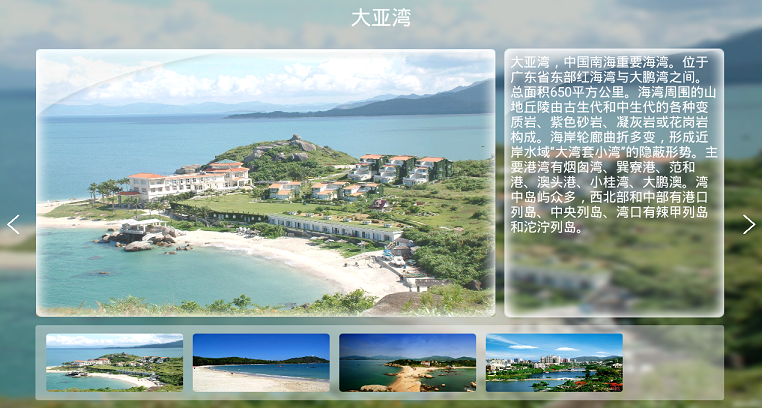 大亚湾
大亚湾，中国南海重要海湾。位于
广东省东部红海湾与大鹏湾之间。
总面积650平方公里。海湾周围的山
地丘陵由古生代和中生代的各种变
质岩、紫色砂岩、凝灰岩或花岗岩
构成。海岸轮廓曲折多变，形成近
岸水域”大湾套小湾”的隐蔽形势。主
要港湾有烟囱湾、巽寮港、范和
港、澳头港、小桂湾、大鹏澳。湾
中岛屿众多，西北部和中部有港口
列岛、中央列岛、湾口有辣甲列岛
和沱泞列岛。